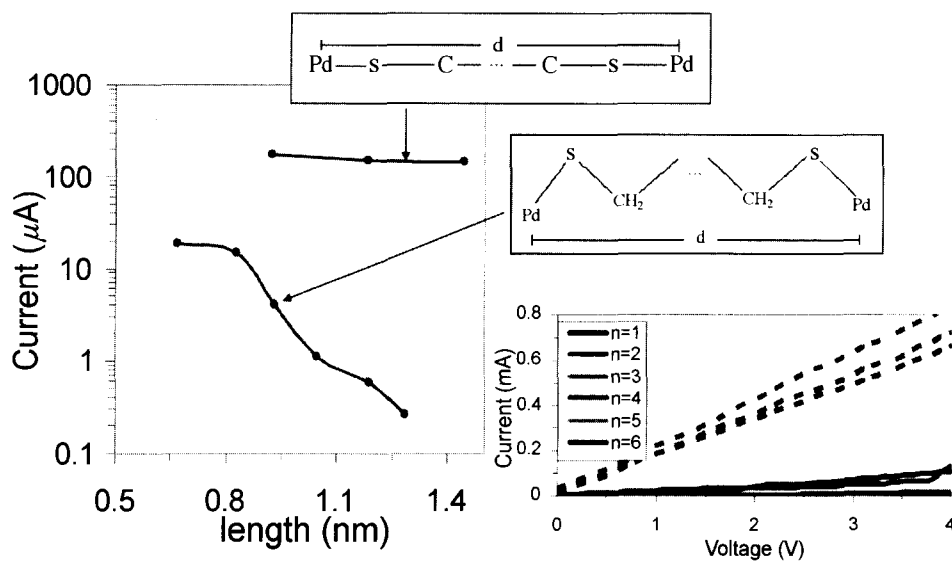 d
Pd S C ... C S Pd
1000
100
10
1
0.1
Current (μA)
0.5 0.8 1.1 1.4
length (nm)
S ... S
Pd CH₂ CH₂ Pd
d
0.8
0.6
0.4
0.2
0
Current (mA)
n=1
n=2
n=3
n=4
n=5
n=6
0 1 2 3 4
Voltage (V)